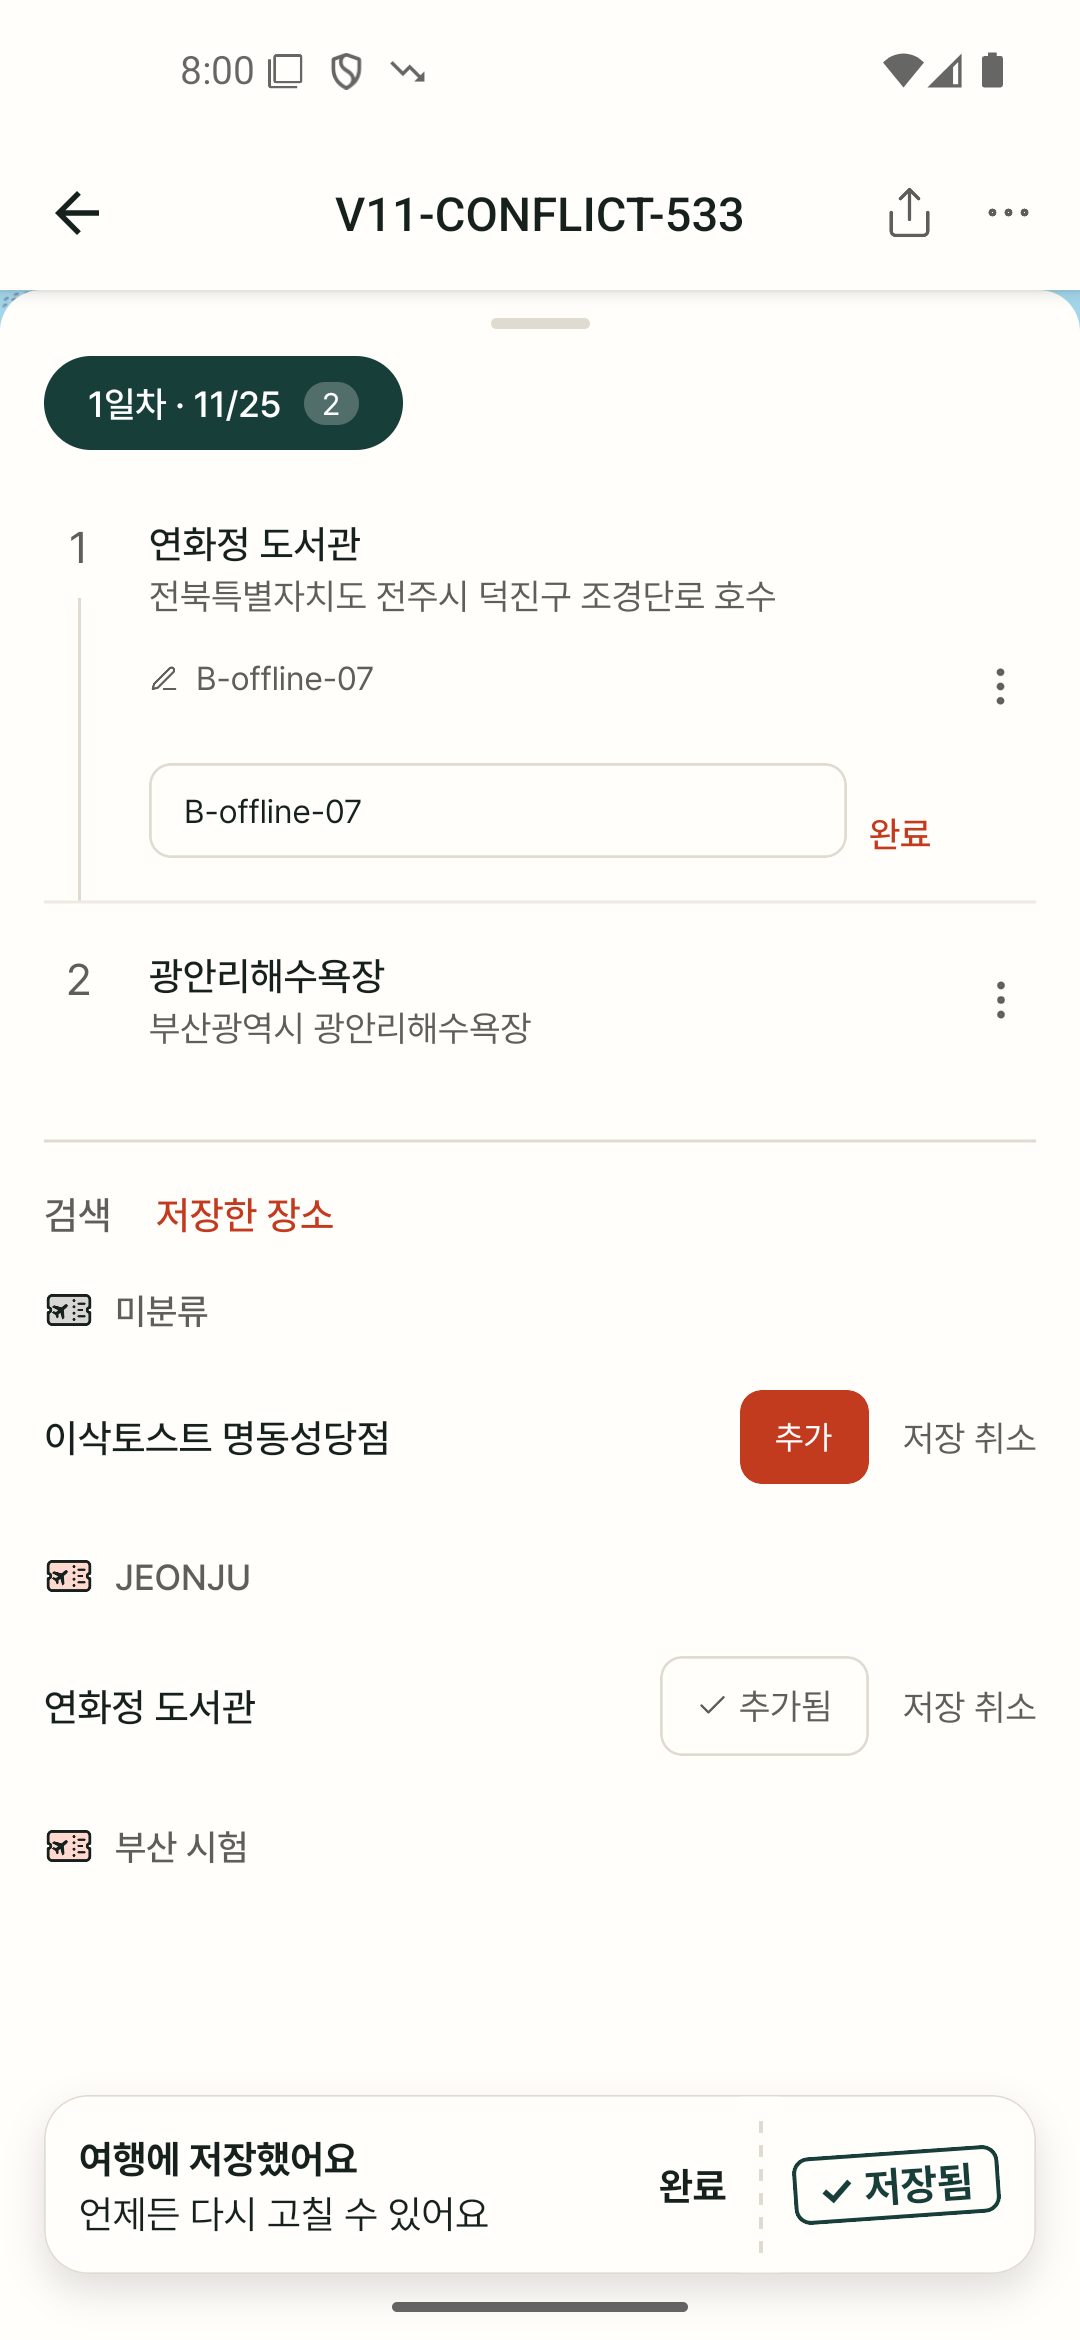 8:00
V11-CONFLICT-533
1일차 · 11/25 2
1
연화정 도서관
전북특별자치도 전주시 덕진구 조경단로 호수
B-offline-07
B-offline-07
완료
2
광안리해수욕장
부산광역시 광안리해수욕장
검색 저장한 장소
미분류
이삭토스트 명동성당점 추가 저장 취소
JEONJU
연화정 도서관 추가됨 저장 취소
부산 시험
여행에 저장했어요
언제든 다시 고칠 수 있어요
완료
저장됨